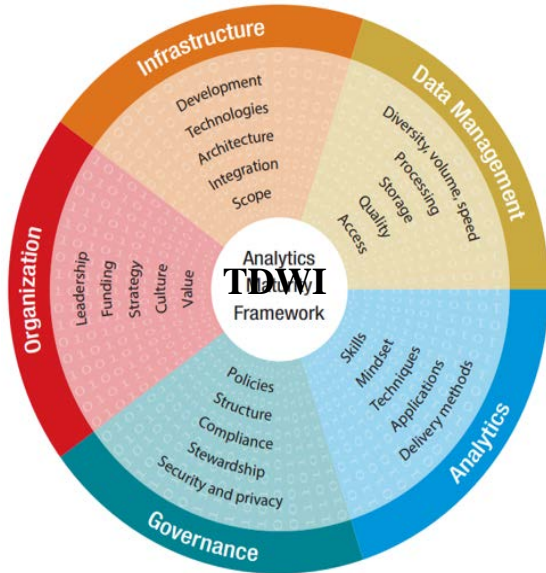 Infrastructure
Development
Technologies
Architecture
Integration
Scope
Data Management
Diversity, volume, speed
Processing
Storage
Quality
Access
Organization
Leadership
Funding
Strategy
Culture
Value
Analytics
TDWI
Maturity
Framework
Skills
Mindset
Techniques
Applications
Delivery methods
Analytics
Policies
Structure
Compliance
Stewardship
Security and privacy
Governance